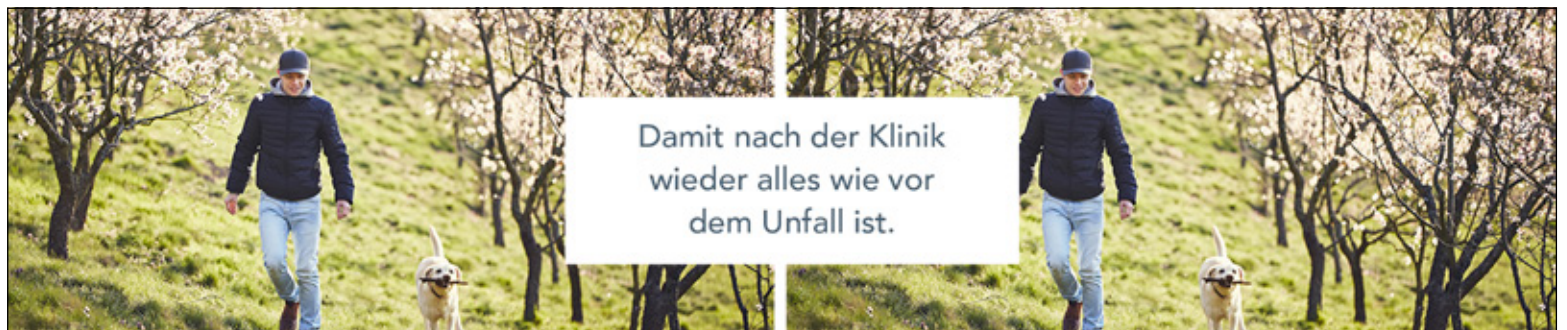 Damit nach der Klinik
wieder alles wie vor
dem Unfall ist.